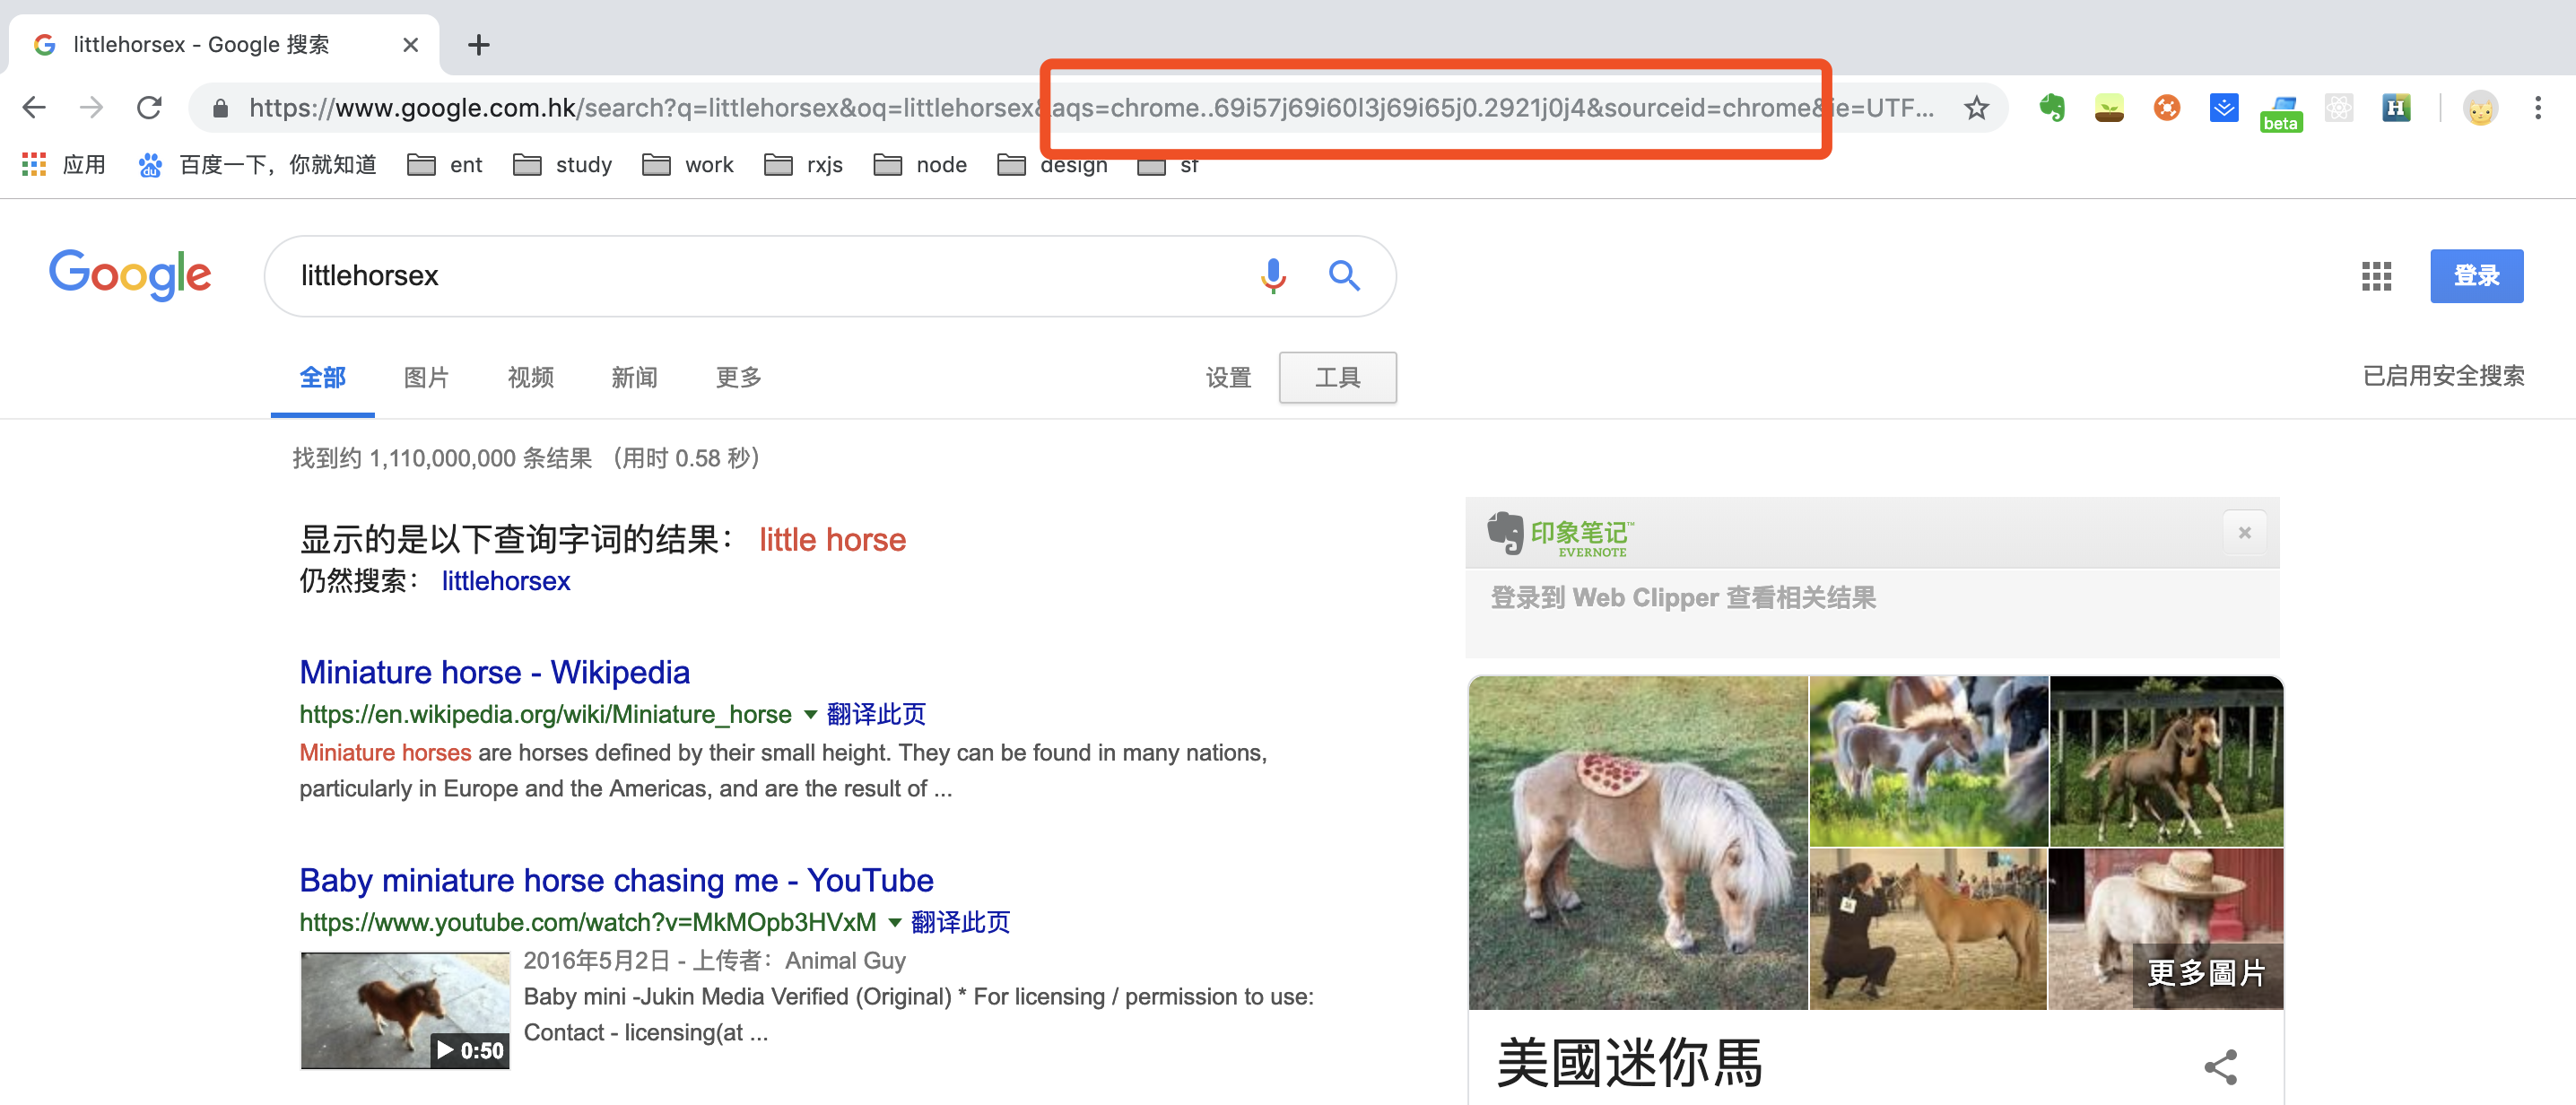 littlehorsex - Google 搜索
https://www.google.com.hk/search?q=littlehorsex&oq=littlehorsex&aqs=chrome..69i57j69i60l3j69i65j0.2921j0j4&sourceid=chrome&ie=UTF...
beta
H
应用
du
百度一下，你就知道
ent
study
work
rxjs
node
design
sf
Google
littlehorsex
登录
全部
图片
视频
新闻
更多
设置
工具
已启用安全搜索
找到约 1,110,000,000 条结果 （用时 0.58 秒）
显示的是以下查询字词的结果： little horse
仍然搜索： littlehorsex
Miniature horse - Wikipedia
https://en.wikipedia.org/wiki/Miniature_horse 翻译此页
Miniature horses are horses defined by their small height. They can be found in many nations,
particularly in Europe and the Americas, and are the result of ...
Baby miniature horse chasing me - YouTube
https://www.youtube.com/watch?v=MkMOpb3HVxM 翻译此页
0:50
2016年5月2日 - 上传者：Animal Guy
Baby mini -Jukin Media Verified (Original) * For licensing / permission to use:
Contact - licensing(at ...
印象笔记™
EVERNOTE
登录到 Web Clipper 查看相关结果
更多圖片
美國迷你馬